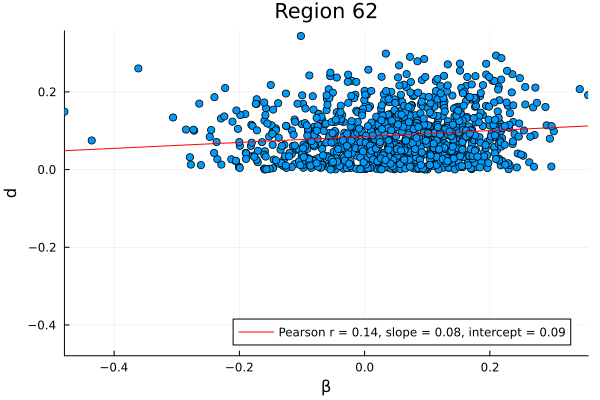 Region 62
d
0.2
0.0
−0.2
−0.4
Pearson r = 0.14, slope = 0.08, intercept = 0.09
−0.4 −0.2 0.0 0.2
β